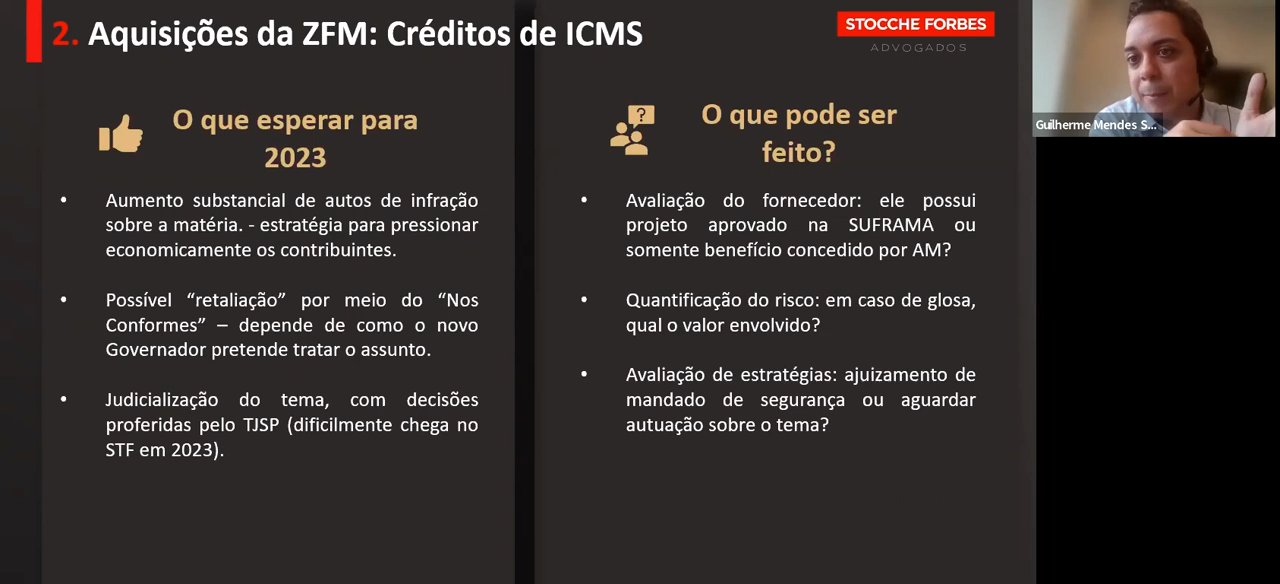 2. Aquisições da ZFM: Créditos de ICMS
STOCCHE FORBES
ADVOGADOS
Guilherme Mendes S...
O que esperar para
2023
• Aumento substancial de autos de infração
sobre a matéria. - estratégia para pressionar
economicamente os contribuintes.
• Possível “retaliação” por meio do “Nos
Conformes” – depende de como o novo
Governador pretende tratar o assunto.
• Judicialização do tema, com decisões
proferidas pelo TJSP (dificilmente chega no
STF em 2023).
?
O que pode ser
feito?
• Avaliação do fornecedor: ele possui
projeto aprovado na SUFRAMA ou
somente benefício concedido por AM?
• Quantificação do risco: em caso de glosa,
qual o valor envolvido?
• Avaliação de estratégias: ajuizamento de
mandado de segurança ou aguardar
autuação sobre o tema?